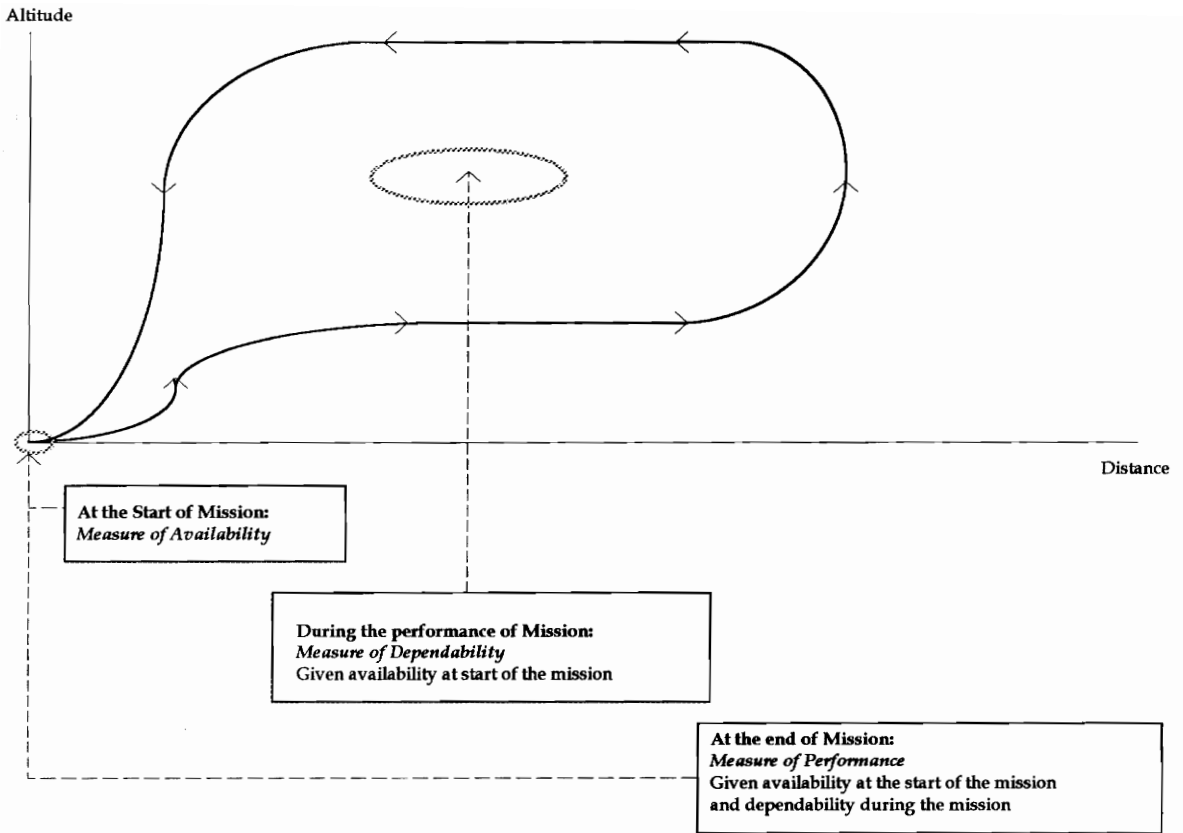 Altitude
Distance
At the Start of Mission:
Measure of Availability
During the performance of Mission:
Measure of Dependability
Given availability at start of the mission
At the end of Mission:
Measure of Performance
Given availability at the start of the mission
and dependability during the mission